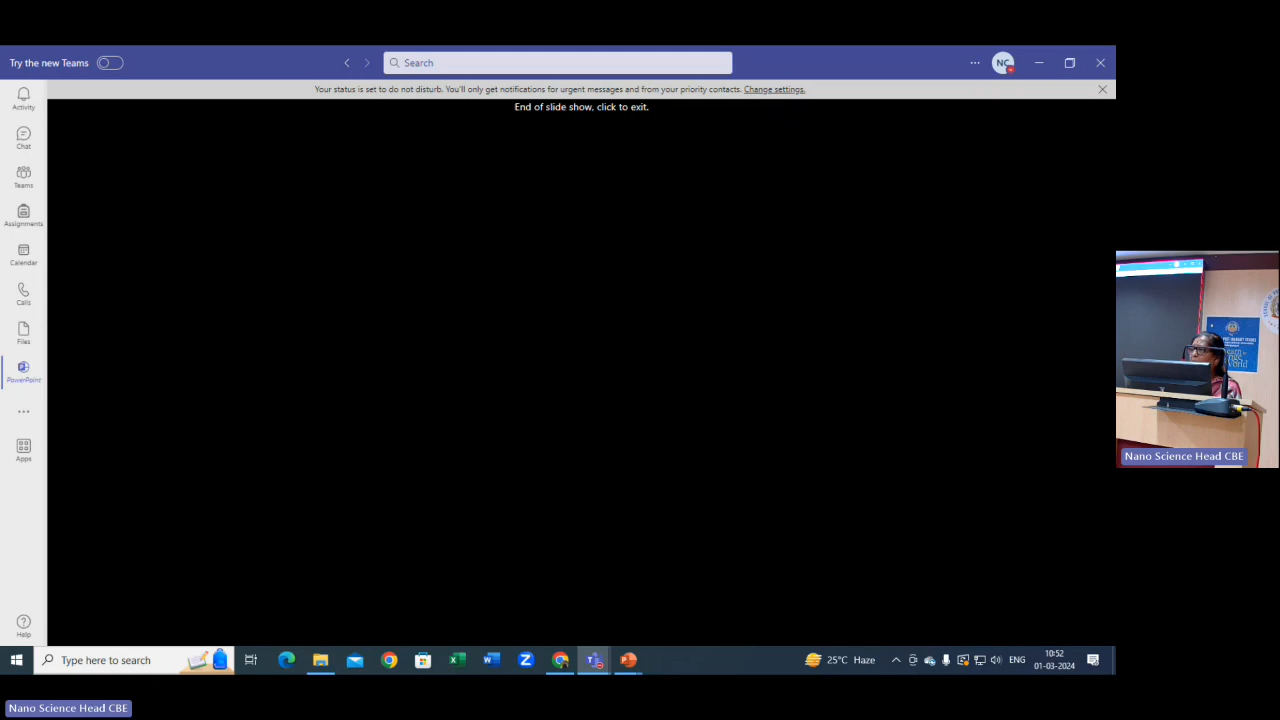 Try the new Teams
Search
NC
Your status is set to do not disturb. You'll only get notifications for urgent messages and from your priority contacts. Change settings.
End of slide show, click to exit.
Activity
Chat
Teams
Assignments
Calendar
Calls
Files
PowerPoint
Apps
Help
Nano Science Head CBE
Type here to search
25°C Haze
ENG
10:52
01-03-2024
Nano Science Head CBE